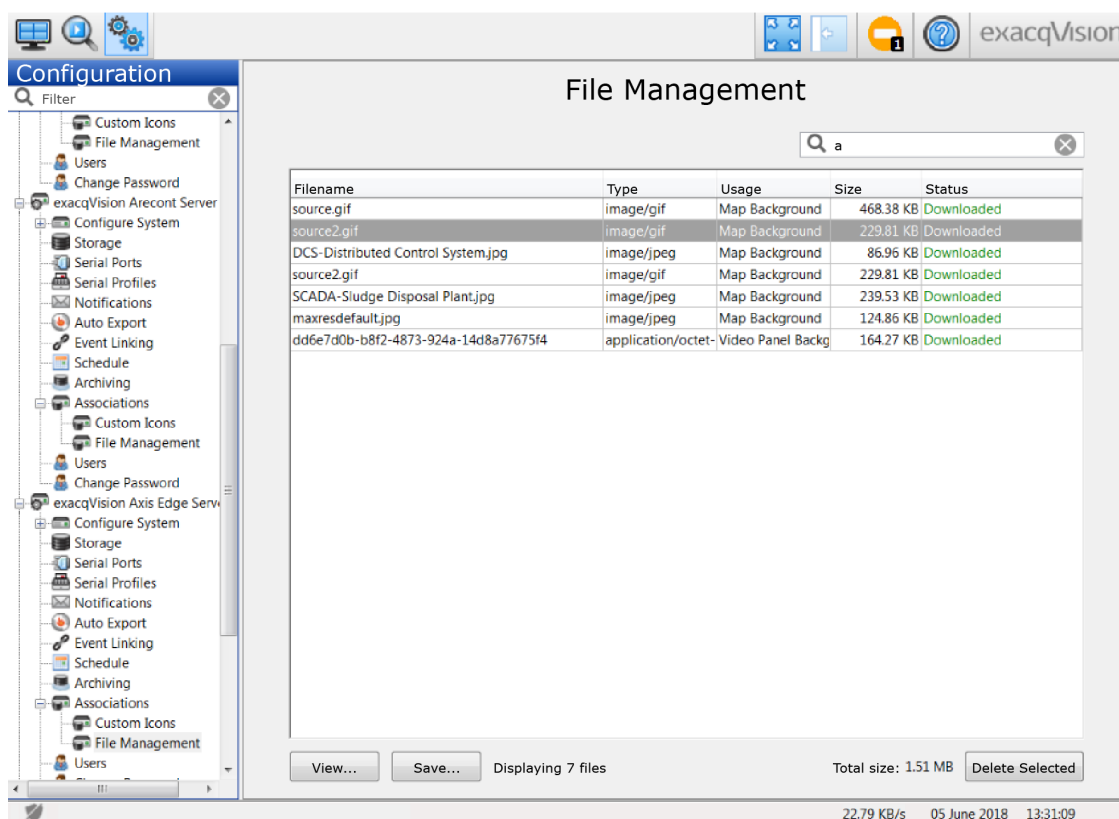 1
exacqVision
Configuration
Filter
Custom Icons
File Management
Users
Change Password
exacqVision Arecont Server
Configure System
Storage
Serial Ports
Serial Profiles
Notifications
Auto Export
Event Linking
Schedule
Archiving
Associations
Custom Icons
File Management
Users
Change Password
exacqVision Axis Edge Serv
Configure System
Storage
Serial Ports
Serial Profiles
Notifications
Auto Export
Event Linking
Schedule
Archiving
Associations
Custom Icons
File Management
Users
File Management
a
Filename Type Usage Size Status
source.gif image/gif Map Background 468.38 KB Downloaded
source2.gif image/gif Map Background 229.81 KB Downloaded
DCS-Distributed Control System.jpg image/jpeg Map Background 86.96 KB Downloaded
source2.gif image/gif Map Background 229.81 KB Downloaded
SCADA-Sludge Disposal Plant.jpg image/jpeg Map Background 239.53 KB Downloaded
maxresdefault.jpg image/jpeg Map Background 124.86 KB Downloaded
dd6e7d0b-b8f2-4873-924a-14d8a77675f4 application/octet- Video Panel Backg 164.27 KB Downloaded
View... Save... Displaying 7 files Total size: 1.51 MB Delete Selected
22.79 KB/s 05 June 2018 13:31:09